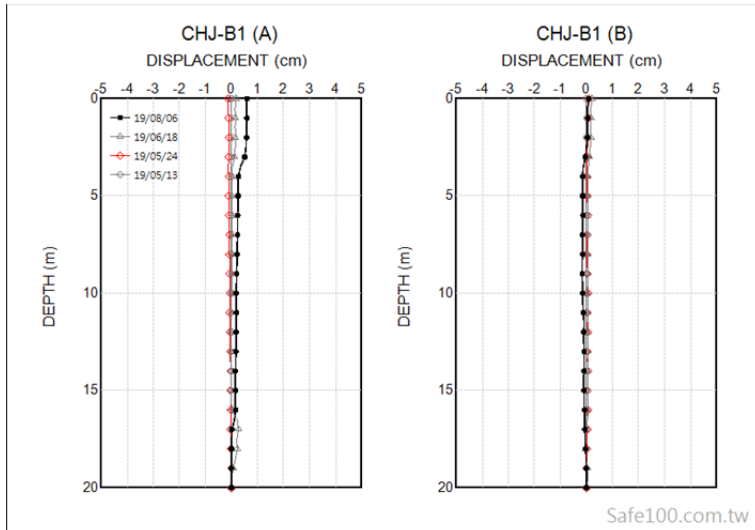 CHJ-B1 (A)
DISPLACEMENT (cm)
-5 -4 -3 -2 -1 0 1 2 3 4 5
0
5
10
15
20
DEPTH (m)
19/08/06
19/06/18
19/05/24
19/05/13
CHJ-B1 (B)
DISPLACEMENT (cm)
-5 -4 -3 -2 -1 0 1 2 3 4 5
0
5
10
15
20
DEPTH (m)
Safe100.com.tw